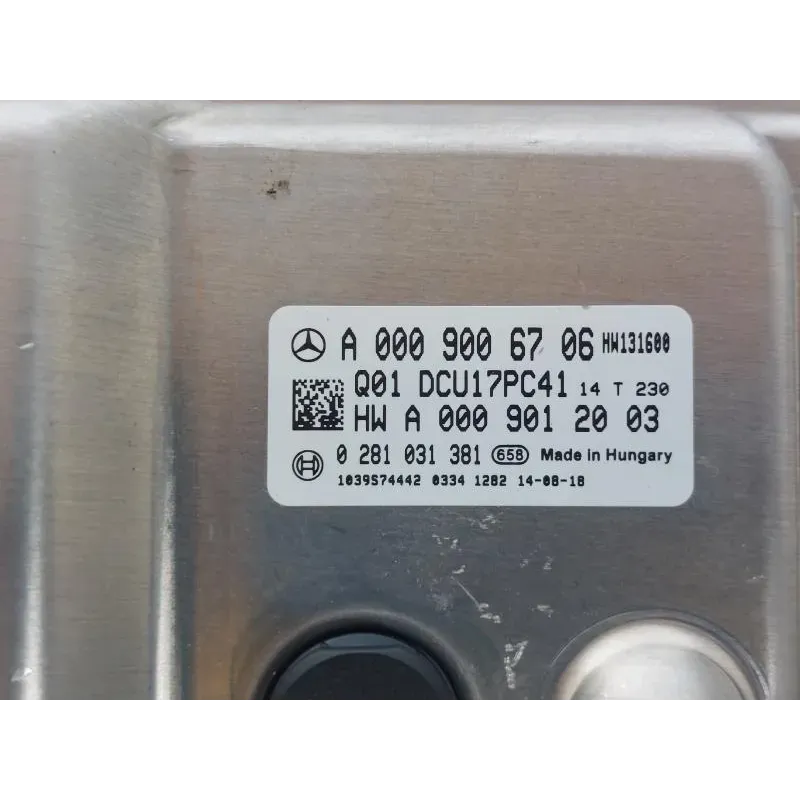 A 000 900 67 06 HW131600
Q01 DCU17PC41 14 T 230
HW A 000 901 20 03
0 281 031 381 658 Made in Hungary
1039S74442 0334 1282 14-08-18